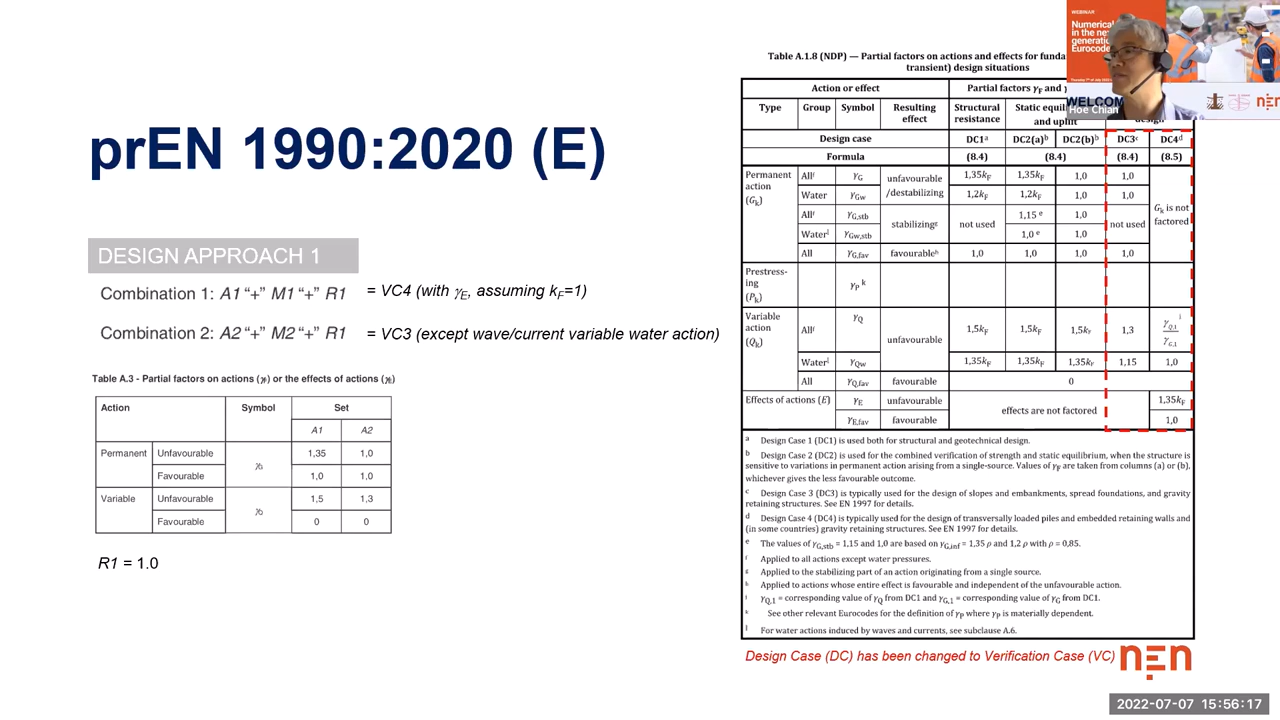 prEN 1990:2020 (E)
DESIGN APPROACH 1
Combination 1: A1 “+” M1 “+” R1 = VC4 (with γE, assuming kF=1)
Combination 2: A2 “+” M2 “+” R1 = VC3 (except wave/current variable water action)
Table A.3 - Partial factors on actions (γF) or the effects of actions (γE)
Action Symbol Set
A1 A2
Permanent Unfavourable γG 1,35 1,0
Favourable 1,0 1,0
Variable Unfavourable γQ 1,5 1,3
Favourable 0 0
R1 = 1.0
Table A.1.8 (NDP) — Partial factors on actions and effects for
transient) design situations
Action or effect Partial factors γF and
Type Group Symbol Resulting effect Structural resistance and uplift
Design case DC1a DC2(a)b DC2(b)b DC3c DC4d
Formula (8.4) (8.4) (8.4) (8.5)
Permanent action (Gk) Allf γG unfavourable /destabilizing 1,35kF 1,35kF 1,0 1,0 Gk is not factored
Water γGw 1,2kF 1,2kF 1,0 1,0
Allf γG,stb stabilizingg not used 1,15 e 1,0 not used
Waterl γGw,stb 1,0 e 1,0
All γG,fav favourableh 1,0 1,0 1,0 1,0
Prestressing (Pk) γP k
Variable action (Qk) Allf γQ unfavourable 1,5kF 1,5kF 1,5kF 1,3 γQ,1/γG,1 i
Waterl γQw 1,35kF 1,35kF 1,35kF 1,15 1,0
All γQ,fav favourable 0
Effects of actions (E) γE unfavourable effects are not factored 1,35kF
γE,fav favourable 1,0
a Design Case 1 (DC1) is used both for structural and geotechnical design.
b Design Case 2 (DC2) is used for the combined verification of strength and static equilibrium, when the structure is
sensitive to variations in permanent action arising from a single-source. Values of γF are taken from columns (a) or (b),
whichever gives the less favourable outcome.
c Design Case 3 (DC3) is typically used for the design of slopes and embankments, spread foundations, and gravity
retaining structures. See EN 1997 for details.
d Design Case 4 (DC4) is typically used for the design of transversally loaded piles and embedded retaining walls and
(in some countries) gravity retaining structures. See EN 1997 for details.
e The values of γG,stb = 1,15 and 1,0 are based on γG,inf = 1,35 ρ and 1,2 ρ with ρ = 0,85.
f Applied to all actions except water pressures.
g Applied to the stabilizing part of an action originating from a single source.
h Applied to actions whose entire effect is favourable and independent of the unfavourable action.
i γQ,1 = corresponding value of γQ from DC1 and γG,1 = corresponding value of γG from DC1.
k See other relevant Eurocodes for the definition of γP where γP is materially dependent.
l For water actions induced by waves and currents, see subclause A.6.
Design Case (DC) has been changed to Verification Case (VC)
nen
WEBINAR
Numerical
in the
generation
Eurocode
WELCOM
Hoe Chian
nen
2022-07-07 15:56:17